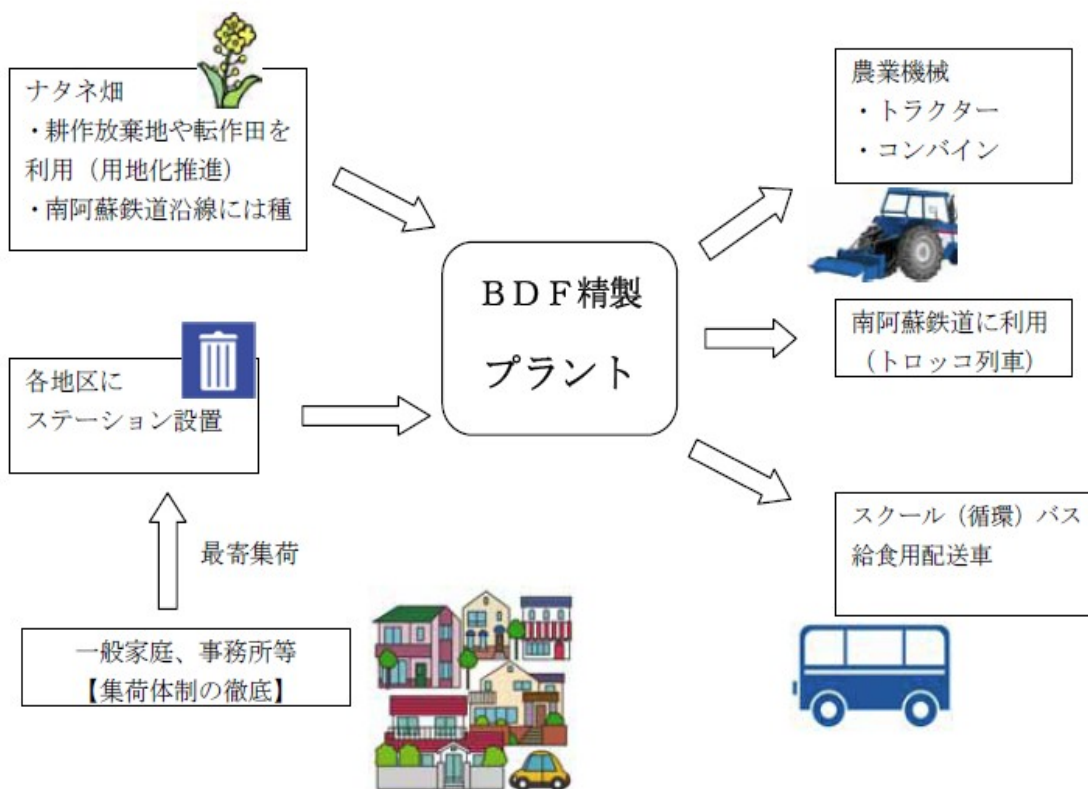 ナタネ畑
・耕作放棄地や転作田を
利用（用地化推進）
・南阿蘇鉄道沿線には種
各地区に
ステーション設置
最寄集荷
一般家庭、事務所等
【集荷体制の徹底】
ＢＤＦ精製
プラント
農業機械
・トラクター
・コンバイン
南阿蘇鉄道に利用
（トロッコ列車）
スクール（循環）バス
給食用配送車